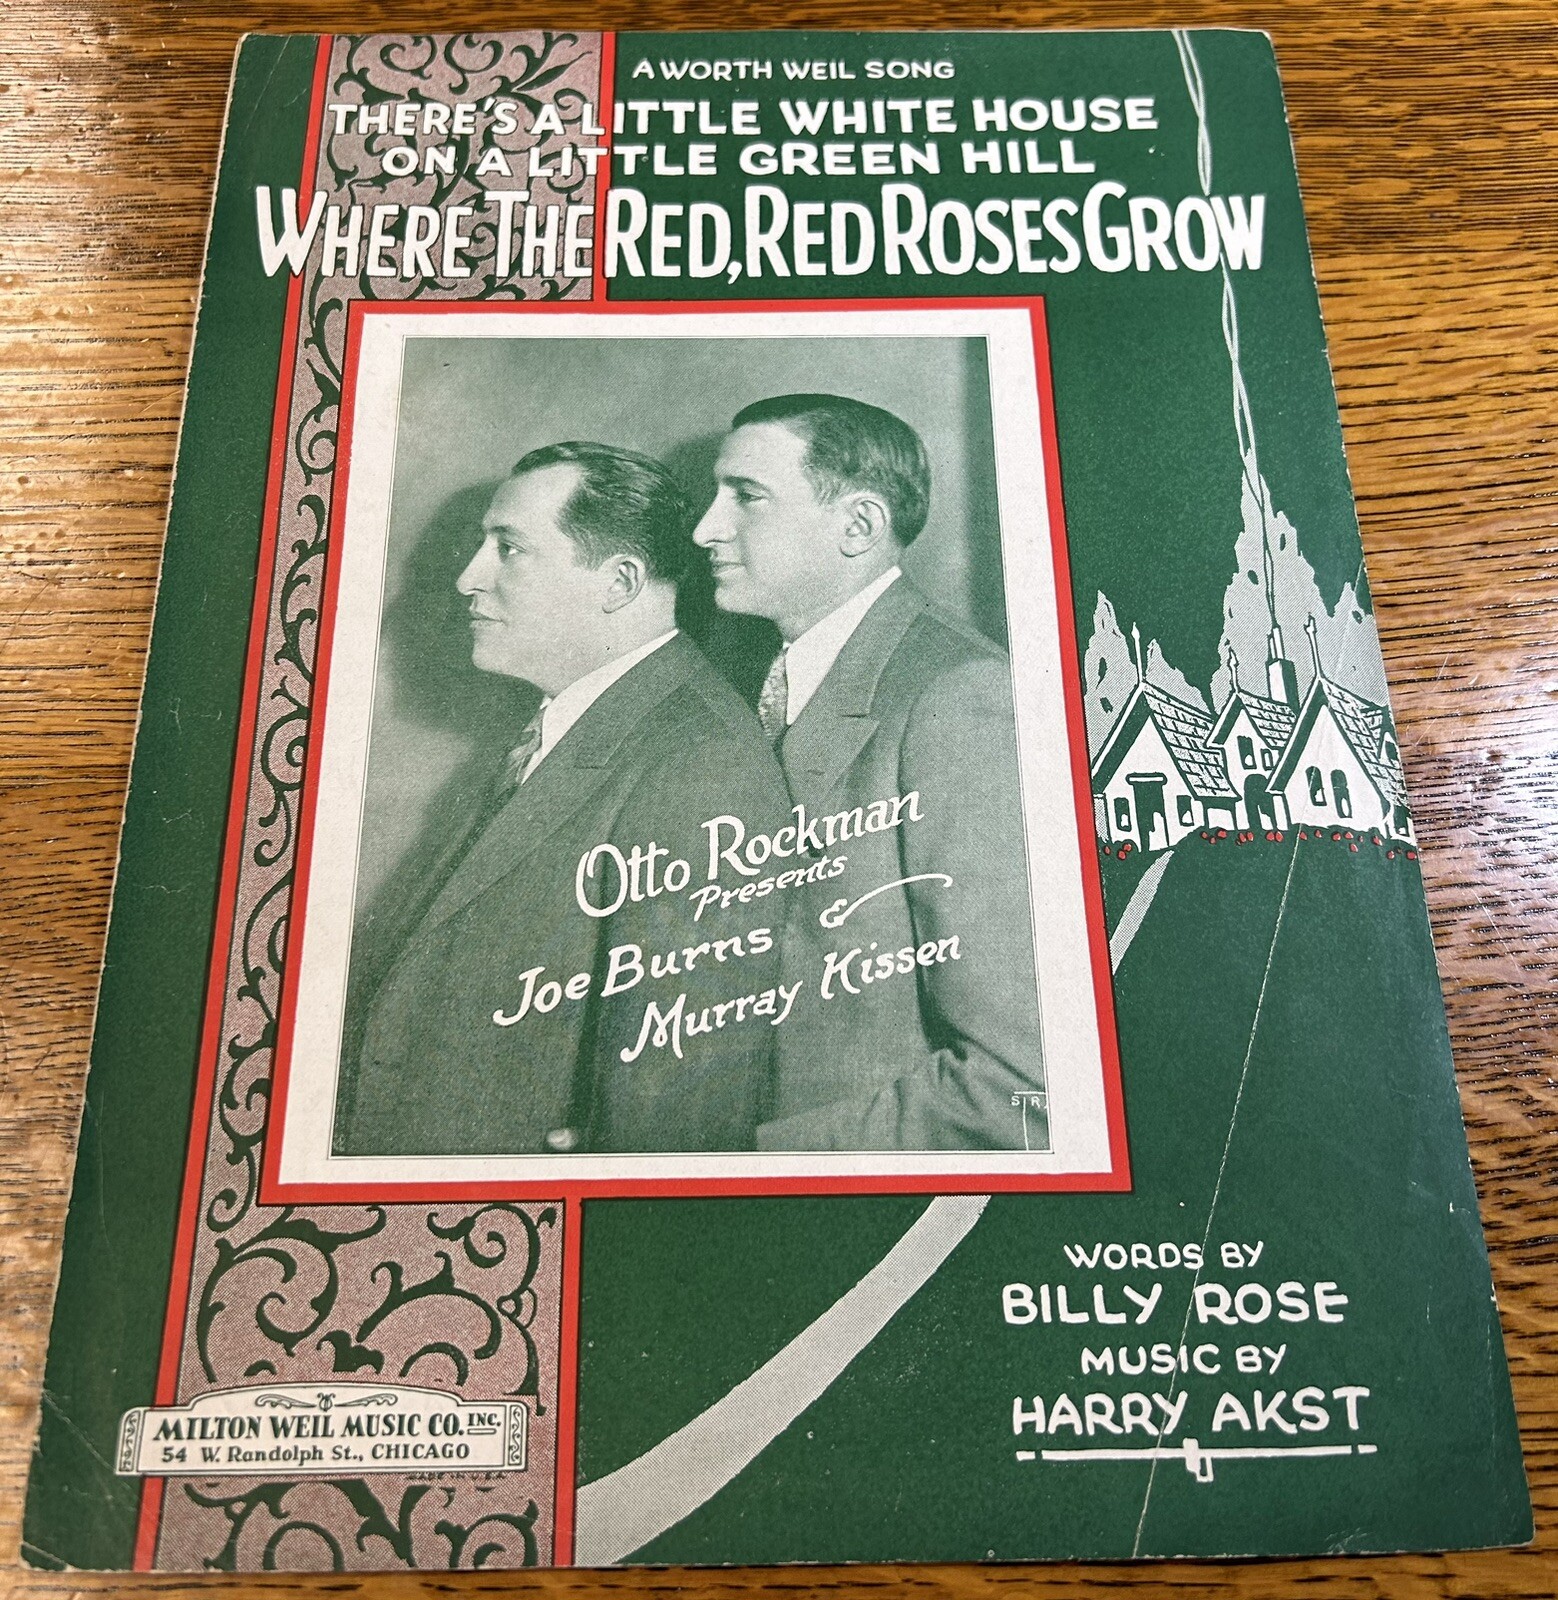 A WORTH WEIL SONG
THERE'S A LITTLE WHITE HOUSE
ON A LITTLE GREEN HILL
WHERE THE RED, RED ROSES GROW
Otto Rockman
Presents
Joe Burns &
Murray Kissen
S R
WORDS BY
BILLY ROSE
MUSIC BY
HARRY AKST
MILTON WEIL MUSIC CO. INC.
54 W. Randolph St., CHICAGO
MADE IN U.S.A.